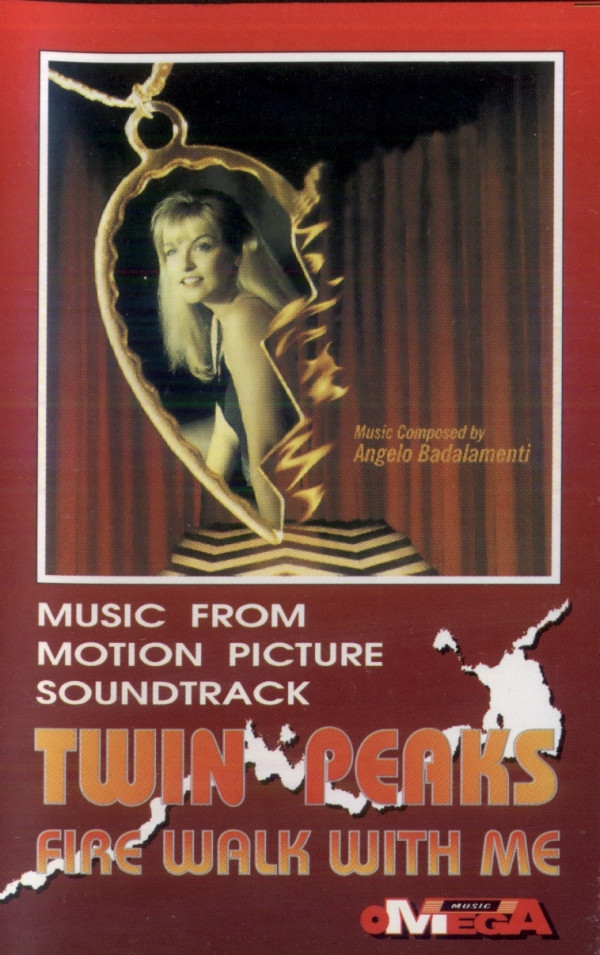 Music Composed by
Angelo Badalamenti
MUSIC FROM
MOTION PICTURE
SOUNDTRACK
TWIN PEAKS
FIRE WALK WITH ME
MUSIC
OMEGA